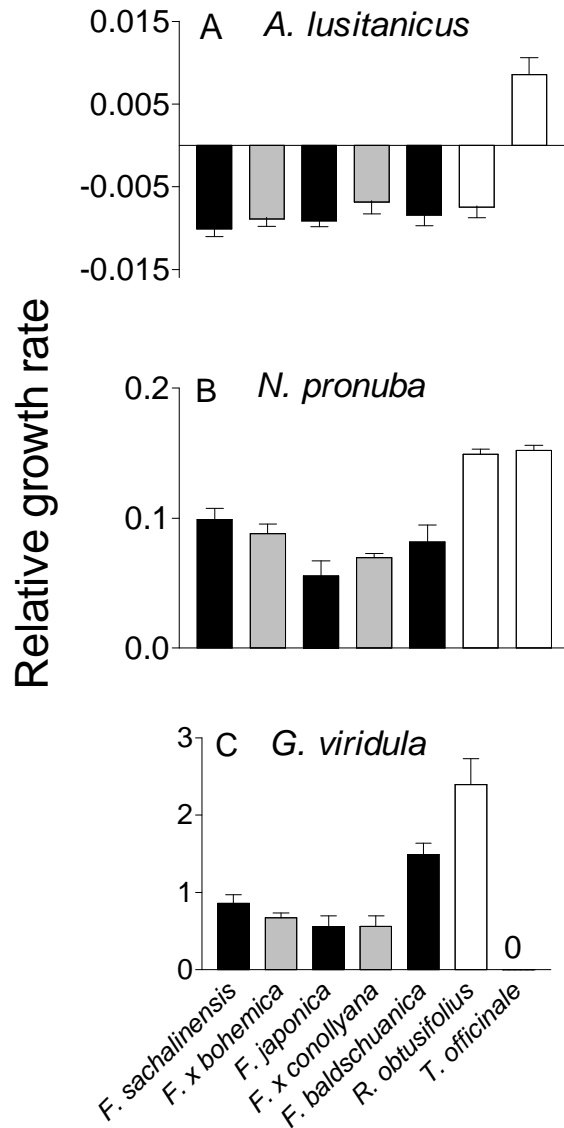 Relative growth rate
A A. lusitanicus
0.015
0.005
-0.005
-0.015
B N. pronuba
0.2
0.1
0.0
C G. viridula
3
2
1
0
0
F. sachalinensis
F. x bohemica
F. japonica
F. x conollyana
F. baldschuanica
R. obtusifolius
T. officinale